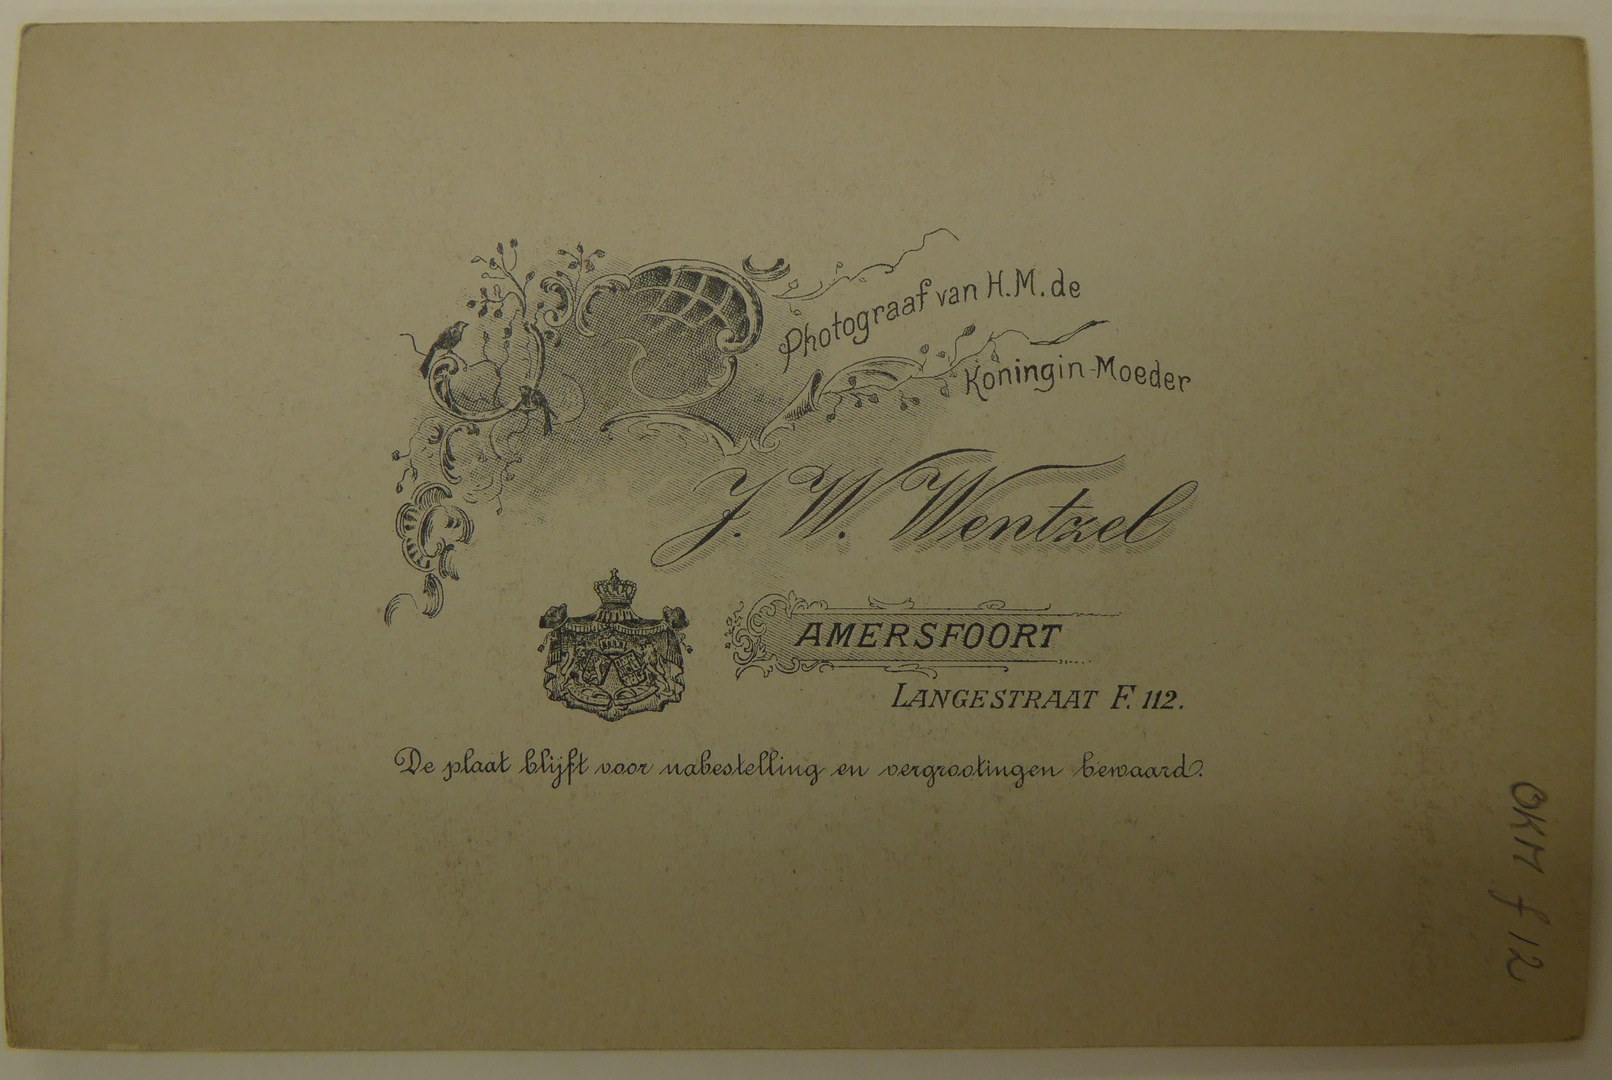 Photograaf van H.M. de
Koningin-Moeder
J. W. Wentzel
AMERSFOORT
LANGESTRAAT F. 112.
De plaat blijft voor nabestelling en vergrootingen bewaard.
OKM f 12